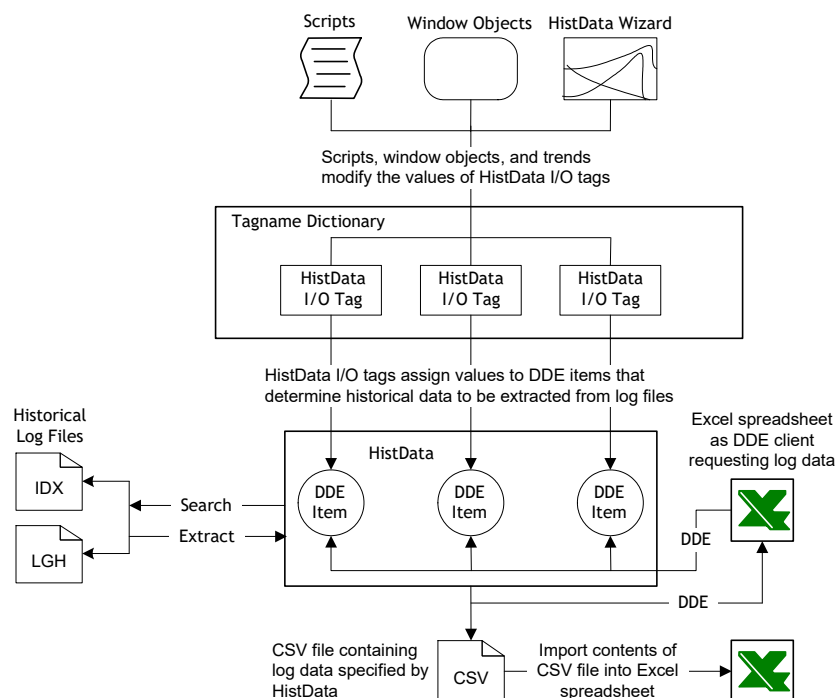 Scripts
Window Objects
HistData Wizard
Scripts, window objects, and trends
modify the values of HistData I/O tags
Tagname Dictionary
HistData
I/O Tag
HistData
I/O Tag
HistData
I/O Tag
HistData I/O tags assign values to DDE items that
determine historical data to be extracted from log files
Historical
Log Files
IDX
LGH
Search
Extract
HistData
DDE
Item
DDE
Item
DDE
Item
Excel spreadsheet
as DDE client
requesting log data
DDE
DDE
CSV file containing
log data specified by
HistData
CSV
Import contents of
CSV file into Excel
spreadsheet